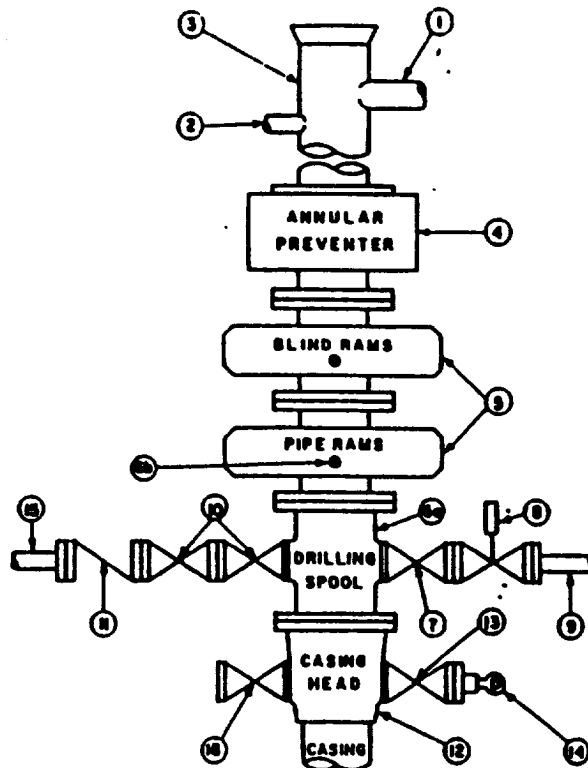 3
1
2
ANNULAR
PREVENTER
4
BLIND RAMS
5
PIPE RAMS
6b
6a
15
10
8
DRILLING
SPOOL
11
7
13
9
CASING
HEAD
16
12
14
CASING